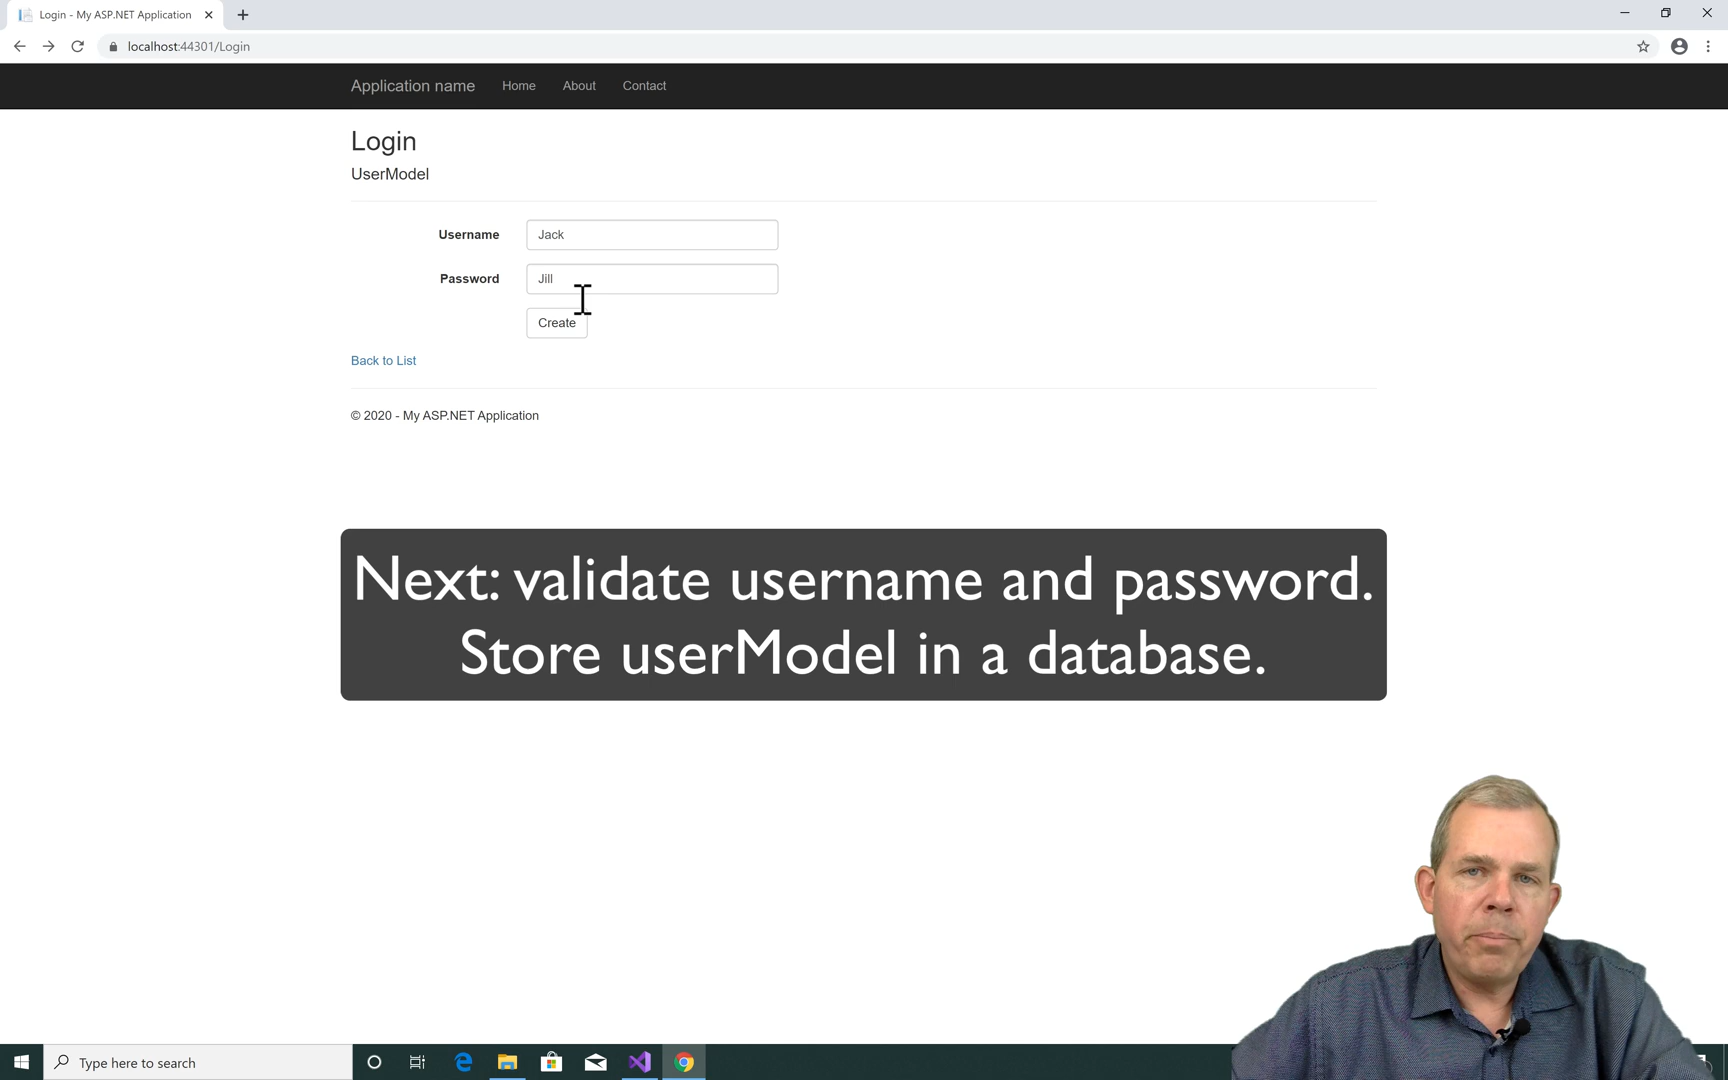 Login - My ASP.NET Application
localhost:44301/Login
Application name Home About Contact
Login
UserModel
Username Jack
Password Jill
Create
Back to List
© 2020 - My ASP.NET Application
Next: validate username and password.
Store userModel in a database.
Type here to search